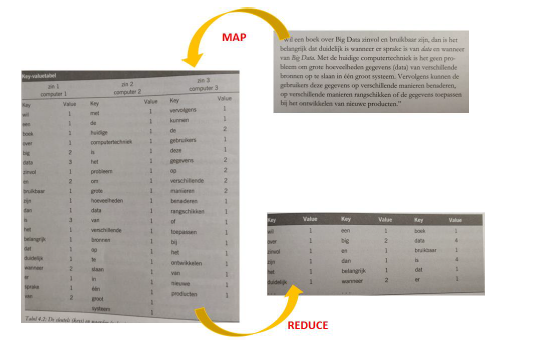 MAP
"wil een boek over Big Data zinvol en bruikbaar zijn, dan is het
belangrijk dat duidelijk is wanneer er sprake is van data en wanneer
van Big Data. Met de huidige computertechniek is het geen pro-
bleem om grote hoeveelheden gegevens (data) van verschillende
bronnen op te slaan in één groot systeem. Vervolgens kunnen de
gebruikers deze gegevens op verschillende manieren benaderen,
op verschillende manieren rangschikken of de gegevens toepassen
bij het ontwikkelen van nieuwe producten."
Key-valuetabel
zin 1 zin 2 zin 3
computer 1 computer 2 computer 3
Key Value Key Value Key Value
wil 1 met 1 vervolgens 1
een 1 de 1 kunnen 1
boek 1 huidige 1 de 2
over 1 computertechniek 1 gebruikers 1
big 2 is 1 deze 1
data 3 het 1 gegevens 2
zinvol 1 probleem 1 op 2
en 2 om 1 verschillende 2
bruikbaar 1 grote 1 manieren 2
zijn 1 hoeveelheden 1 benaderen 1
dan 1 data 1 rangschikken 1
is 3 van 1 of 1
het 1 verschillende 1 toepassen 1
belangrijk 1 bronnen 1 bij 1
dat 1 op 1 het 1
duidelijk 1 te 1 ontwikkelen 1
wanneer 2 slaan 1 van 1
er 1 in 1 nieuwe 1
sprake 1 één 1 producten 1
van 2 groot 1
systeem 1
Tabel 4.2: De
Key Value Key Value Key Value
wil 1 een 1 boek 1
over 1 big 2 data 4
zinvol 1 en 1 bruikbaar 1
zijn 1 dan 1 is 4
het 1 belangrijk 1 dat 1
duidelijk 1 wanneer 2 er 1
REDUCE